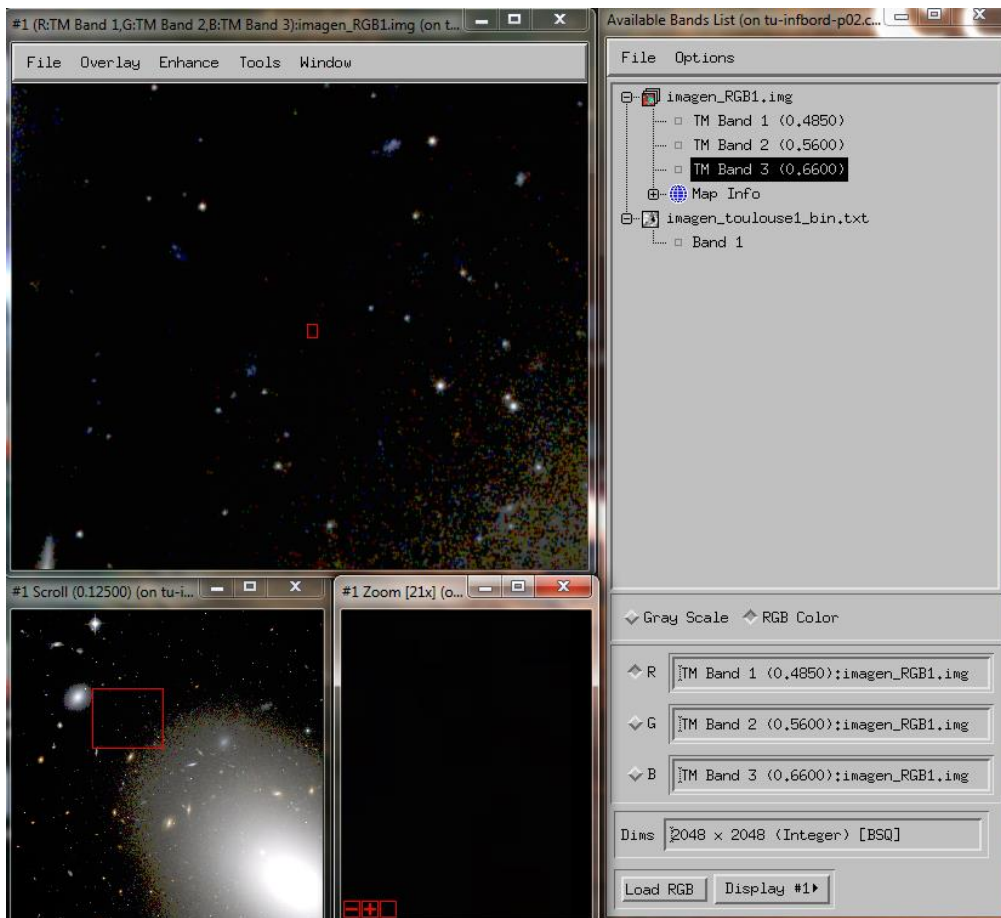 #1 (R:TM Band 1,G:TM Band 2,B:TM Band 3):imagen_RGB1.img (on t...
File Overlay Enhance Tools Window
#1 Scroll (0.12500) (on tu-i...
#1 Zoom [21x] (o...
Available Bands List (on tu-infbord-p02.c...
File Options
imagen_RGB1.img
TM Band 1 (0.4850)
TM Band 2 (0.5600)
TM Band 3 (0.6600)
Map Info
imagen_toulouse1_bin.txt
Band 1
Gray Scale RGB Color
R TM Band 1 (0.4850):imagen_RGB1.img
G TM Band 2 (0.5600):imagen_RGB1.img
B TM Band 3 (0.6600):imagen_RGB1.img
Dims 2048 x 2048 (Integer) [BSQ]
Load RGB Display #1